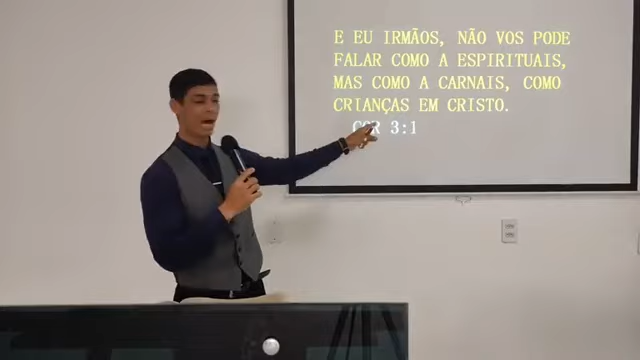 E EU IRMÃOS, NÃO VOS PODE
FALAR COMO A ESPIRITUAIS,
MAS COMO A CARNAIS, COMO
CRIANÇAS EM CRISTO.
COR 3:1